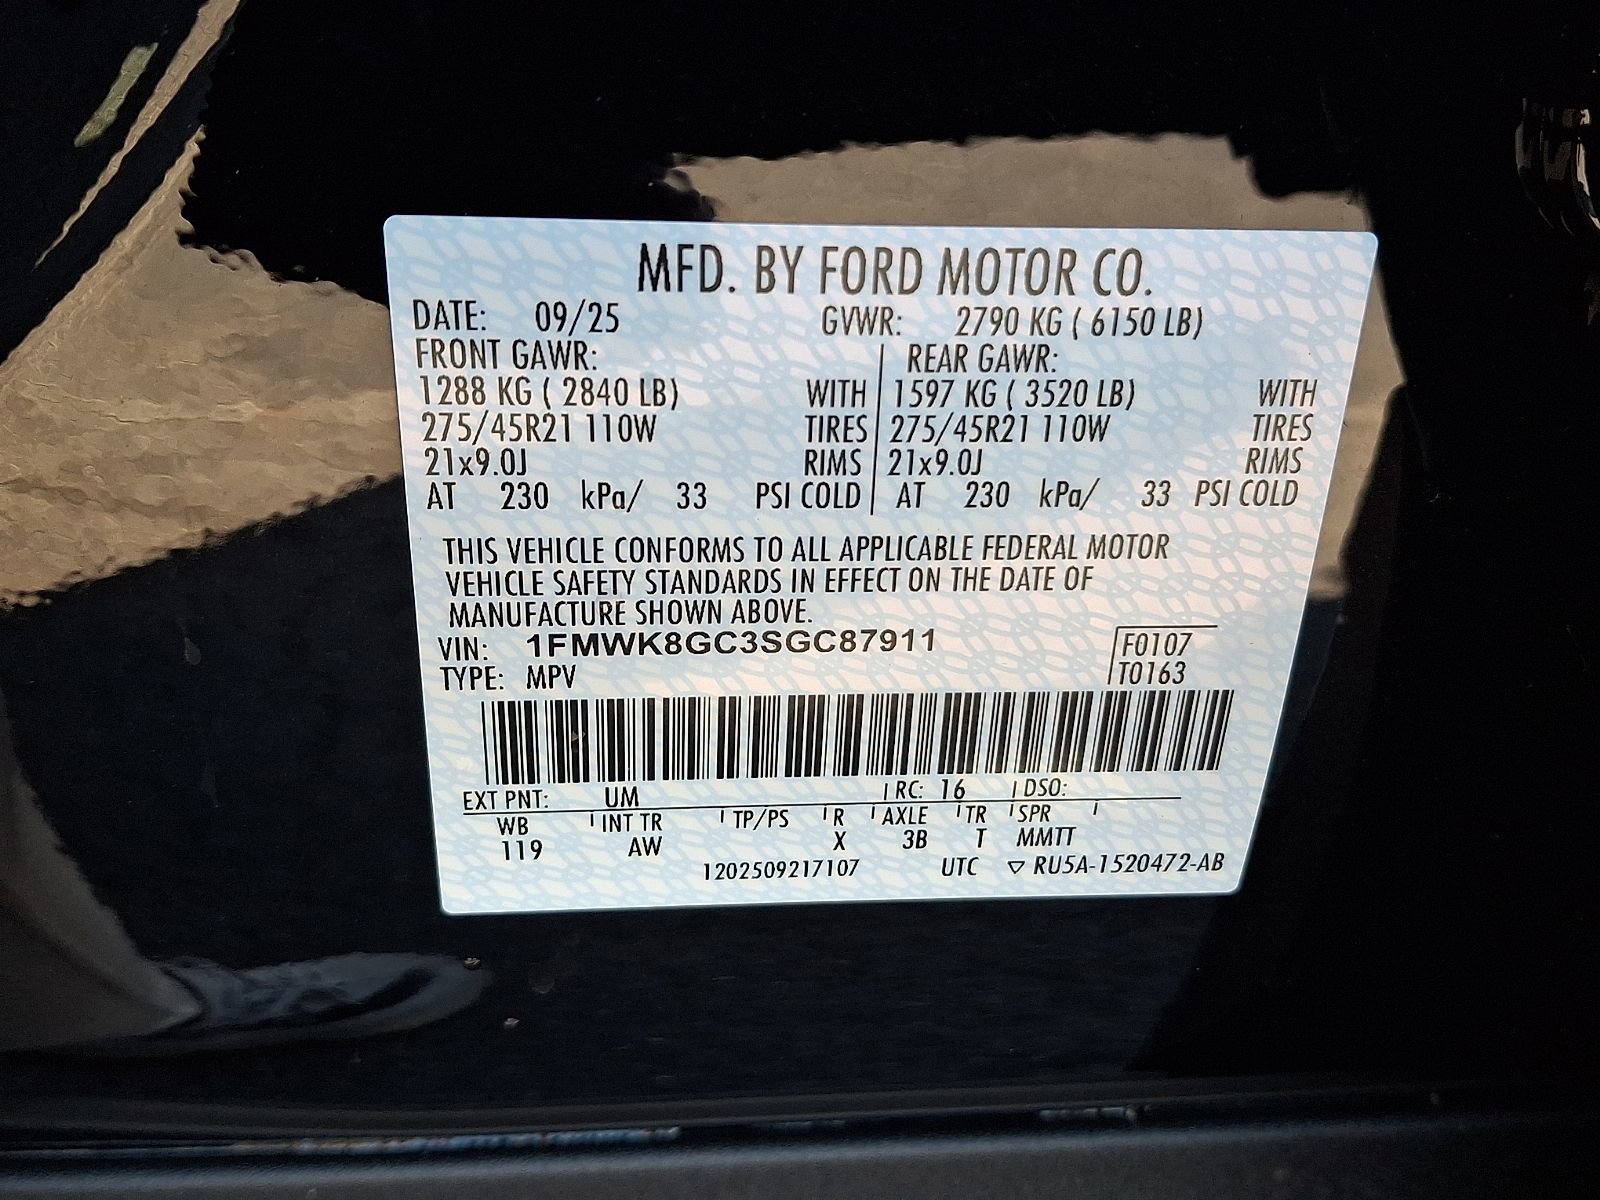 MFD. BY FORD MOTOR CO.
DATE: 09/25 GVWR: 2790 KG ( 6150 LB)
FRONT GAWR: REAR GAWR:
1288 KG ( 2840 LB) WITH 1597 KG ( 3520 LB) WITH
275/45R21 110W TIRES 275/45R21 110W TIRES
21x9.0J RIMS 21x9.0J RIMS
AT 230 kPa/ 33 PSI COLD AT 230 kPa/ 33 PSI COLD
THIS VEHICLE CONFORMS TO ALL APPLICABLE FEDERAL MOTOR
VEHICLE SAFETY STANDARDS IN EFFECT ON THE DATE OF
MANUFACTURE SHOWN ABOVE.
VIN: 1FMWK8GC3SGC87911 F0107
TYPE: MPV T0163
EXT PNT: UM RC: 16 DSO:
WB INT TR TP/PS R AXLE TR SPR
119 AW X 3B T MMTT
1202509217107 UTC ▽ RU5A-1520472-AB